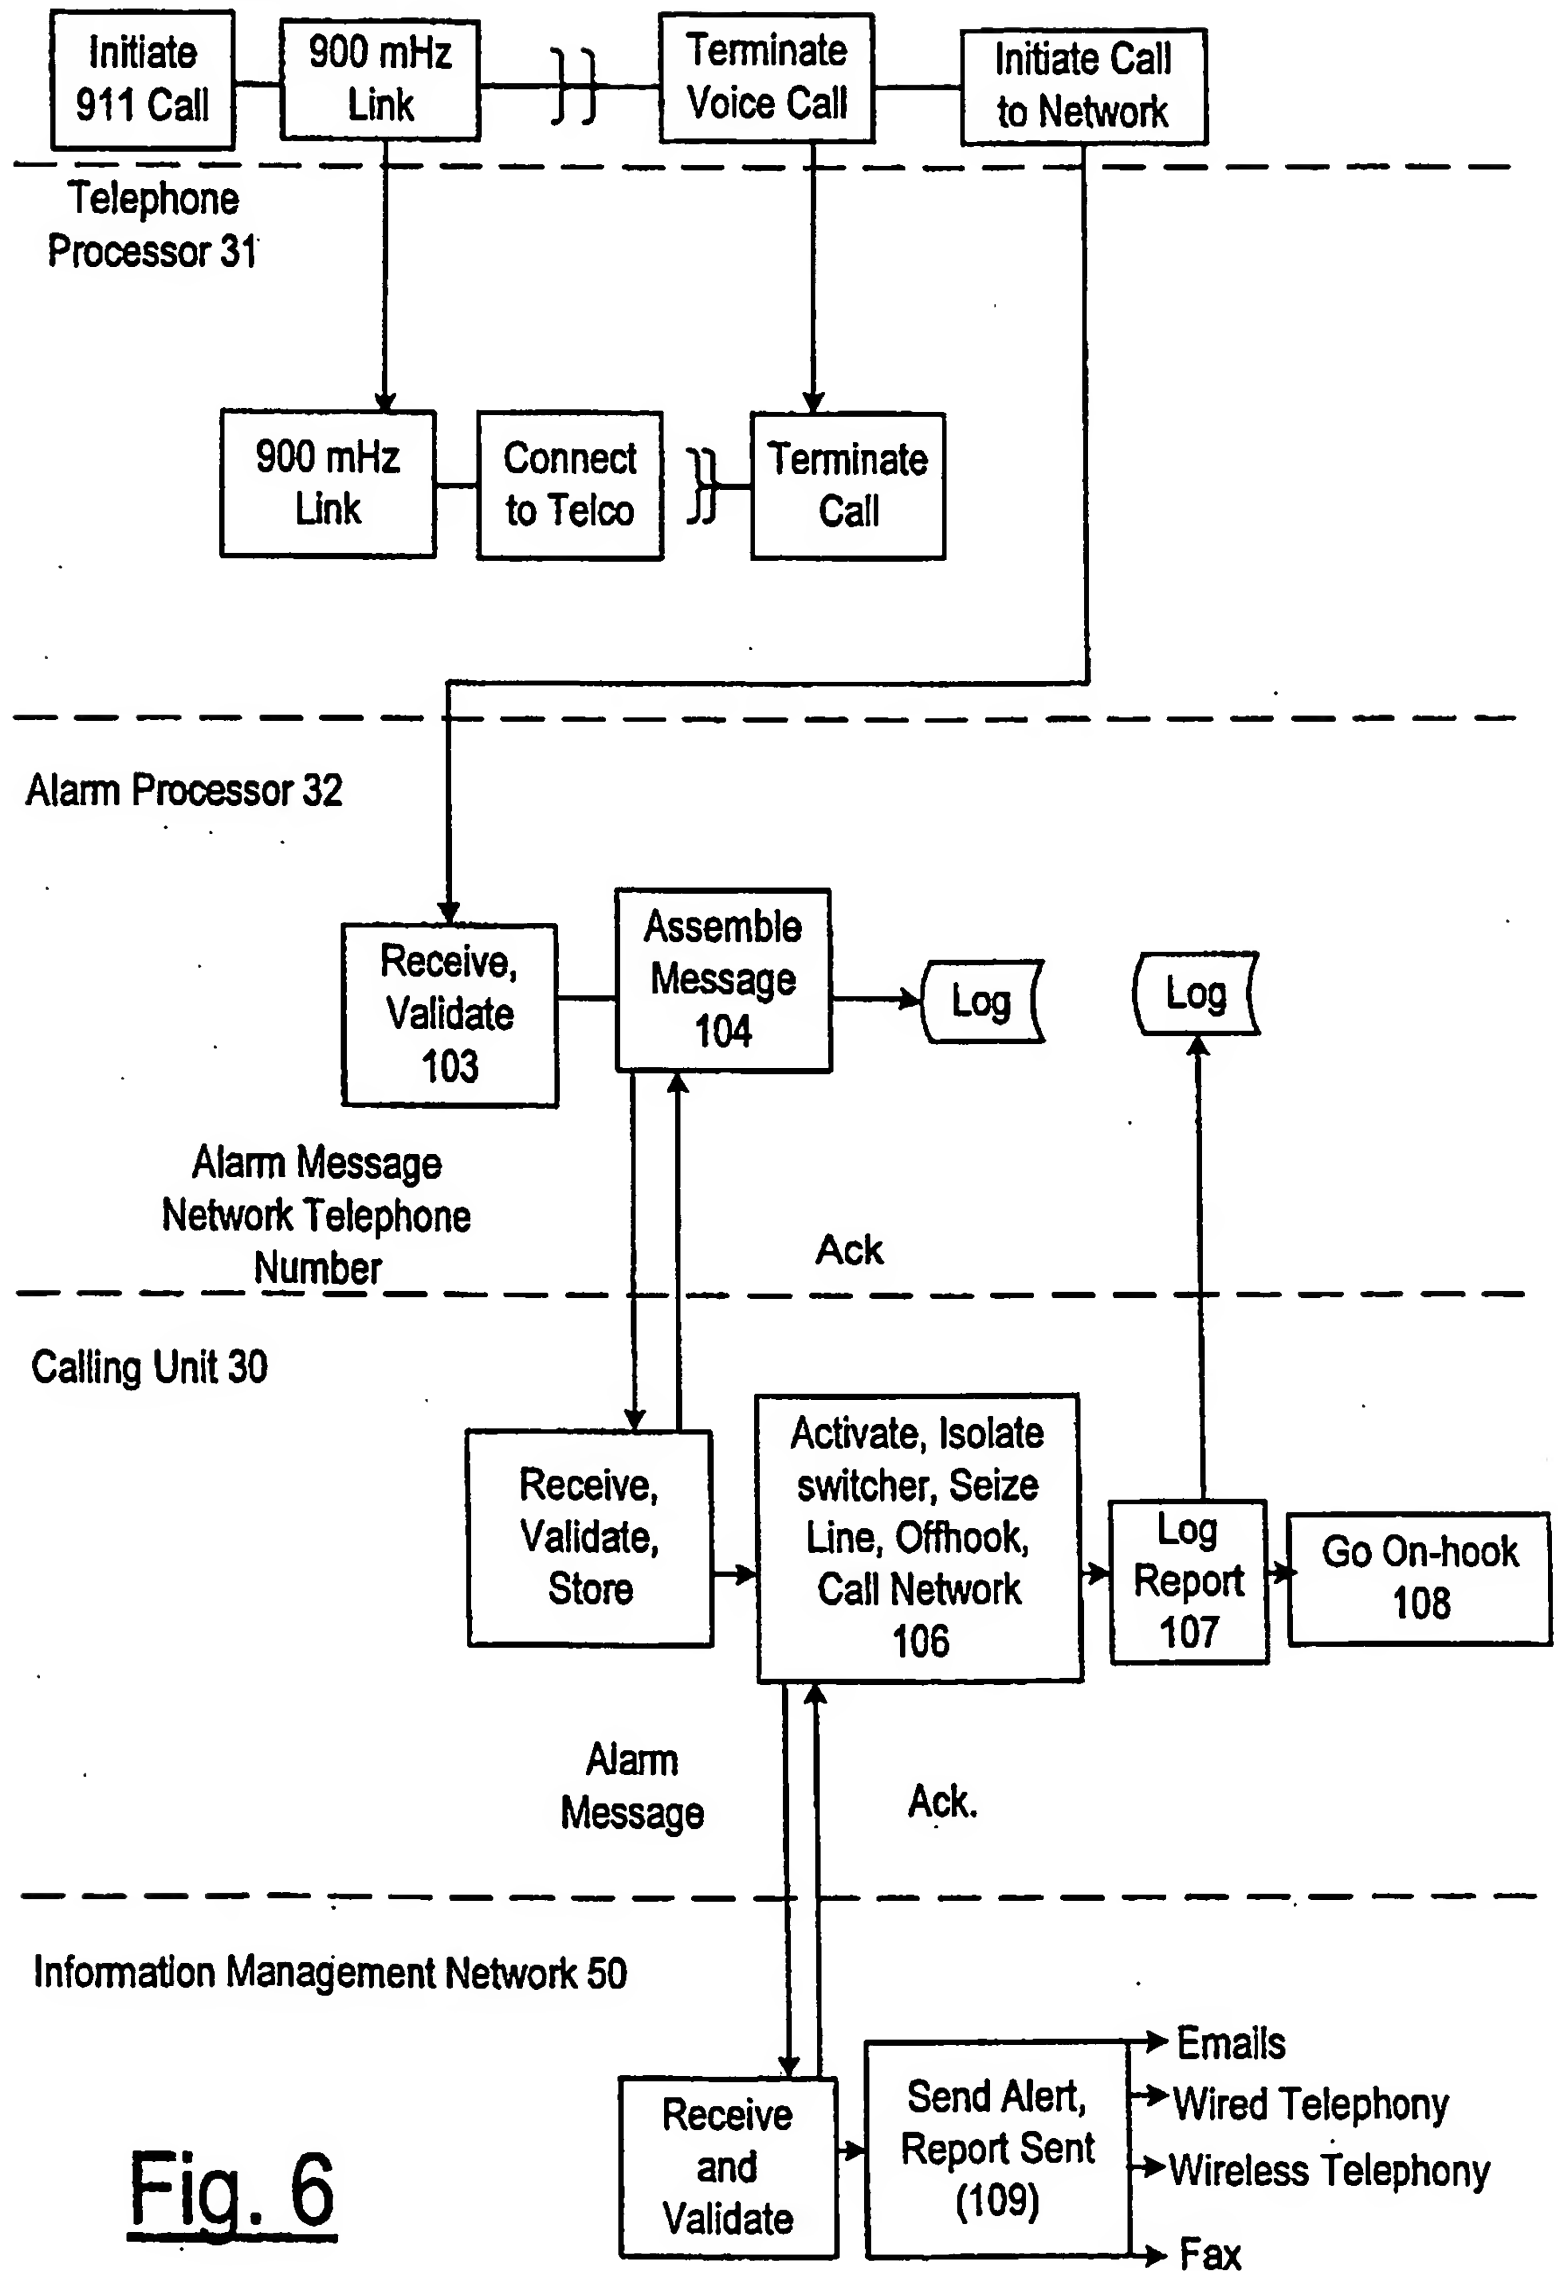 Initiate
911 Call
900 mHz
Link
Terminate
Voice Call
Initiate Call
to Network
Telephone
Processor 31
900 mHz
Link
Connect
to Telco
Terminate
Call
Alarm Processor 32
Receive,
Validate
103
Assemble
Message
104
Log
Log
Alarm Message
Network Telephone
Number
Ack
Calling Unit 30
Receive,
Validate,
Store
Activate, Isolate
switcher, Seize
Line, Offhook,
Call Network
106
Log
Report
107
Go On-hook
108
Alarm
Message
Ack.
Information Management Network 50
Receive
and
Validate
Send Alert,
Report Sent
(109)
Emails
Wired Telephony
Wireless Telephony
Fax
Fig. 6